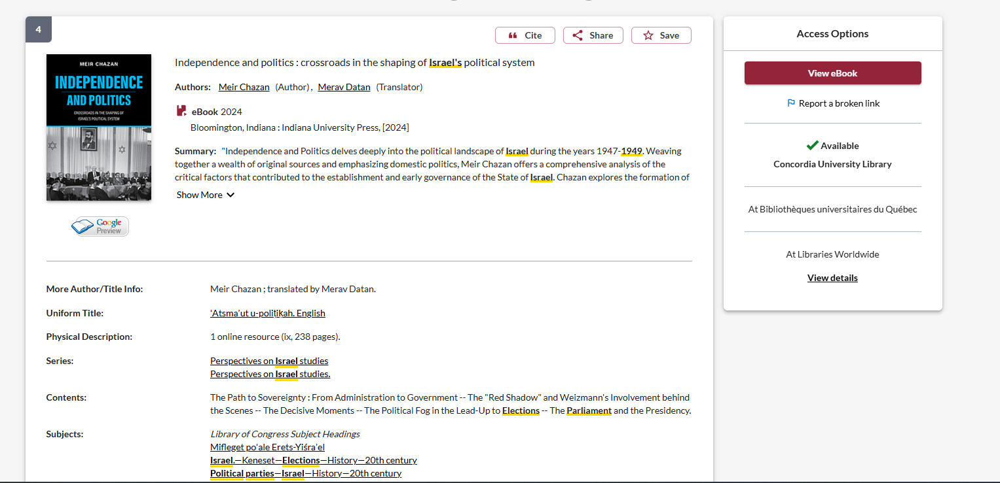 4
Cite
Share
Save
MEIR CHAZAN
INDEPENDENCE
AND POLITICS
CROSSROADS IN THE SHAPING OF
ISRAEL'S POLITICAL SYSTEM
Google
Preview
Independence and politics : crossroads in the shaping of Israel's political system
Authors: Meir Chazan (Author) , Merav Datan (Translator)
eBook 2024
Bloomington, Indiana : Indiana University Press, [2024]
Summary: "Independence and Politics delves deeply into the political landscape of Israel during the years 1947-1949. Weaving
together a wealth of original sources and emphasizing domestic politics, Meir Chazan offers a comprehensive analysis of the
critical factors that contributed to the establishment and early governance of the State of Israel. Chazan explores the formation of
Show More
More Author/Title Info: Meir Chazan ; translated by Merav Datan.
Uniform Title: ʻAtsmaʼut u-poliṭiḳah. English
Physical Description: 1 online resource (ix, 238 pages).
Series: Perspectives on Israel studies
Perspectives on Israel studies.
Contents: The Path to Sovereignty : From Administration to Government -- The "Red Shadow" and Weizmann's Involvement behind
the Scenes -- The Decisive Moments -- The Political Fog in the Lead-Up to Elections -- The Parliament and the Presidency.
Subjects: Library of Congress Subject Headings
Mifleget poʻale Erets-Yiśraʼel
Israel.—Keneset—Elections—History—20th century
Political parties—Israel—History—20th century
Access Options
View eBook
Report a broken link
Available
Concordia University Library
At Bibliothèques universitaires du Québec
At Libraries Worldwide
View details